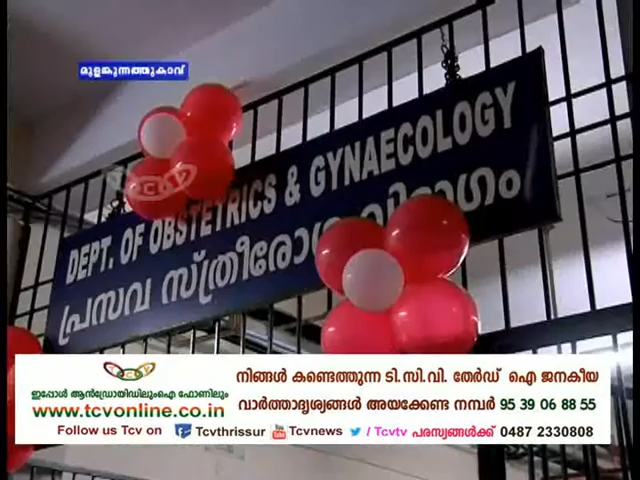 മുളങ്കുന്നത്തുകാവ്
TCV
DEPT. OF OBSTETRICS & GYNAECOLOGY
പ്രസവ സ്ത്രീരോഗ വിഭാഗം
ഇപ്പോൾ ആൻഡ്രോയിഡിലുംഐ ഫോണിലും
www.tcvonline.co.in
നിങ്ങൾ കണ്ടെത്തുന്ന ടി.സി.വി. തേർഡ് ഐ ജനകീയ
വാർത്താദൃശ്യങ്ങൾ അയക്കേണ്ട നമ്പർ 95 39 06 88 55
Follow us Tcv on Tcvthrissur Tcvnews / Tcvtv പരസ്യങ്ങൾക്ക് 0487 2330808